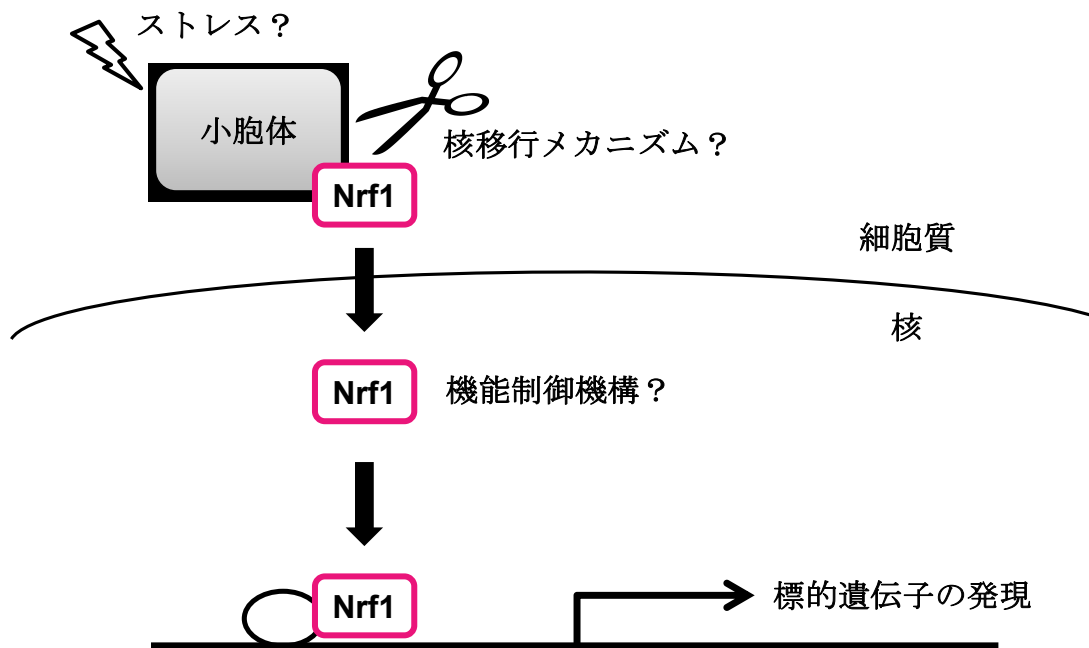 ストレス？
小胞体
核移行メカニズム？
Nrf1
細胞質
核
Nrf1
機能制御機構？
Nrf1
標的遺伝子の発現